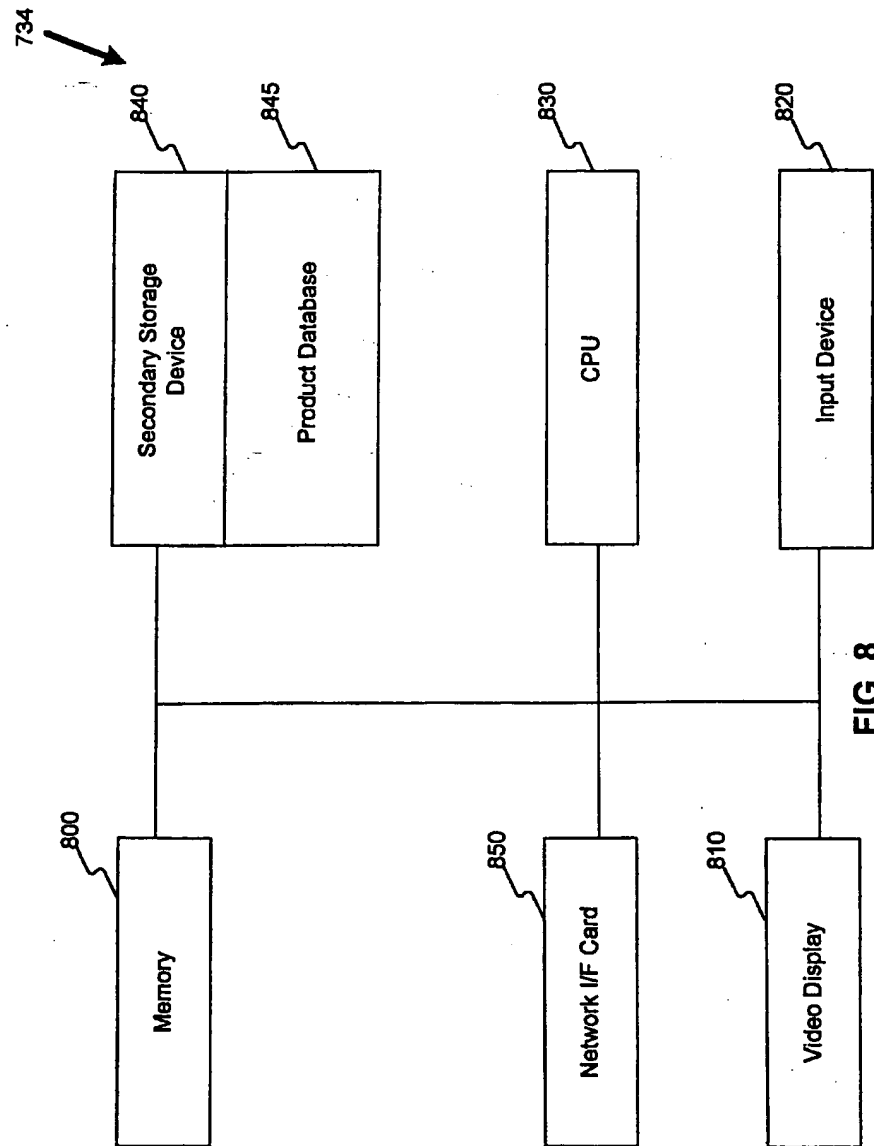 734
800
Memory
840
Secondary Storage
Device
845
Product Database
850
Network I/F Card
830
CPU
810
Video Display
820
Input Device
FIG. 8